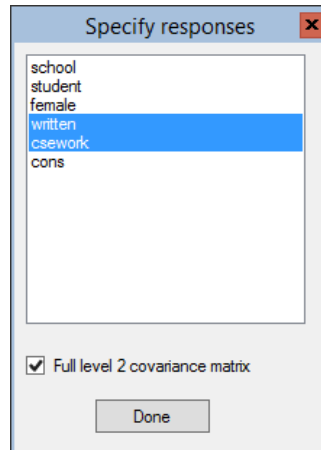 Specify responses
school
student
female
written
csework
cons
Full level 2 covariance matrix
Done